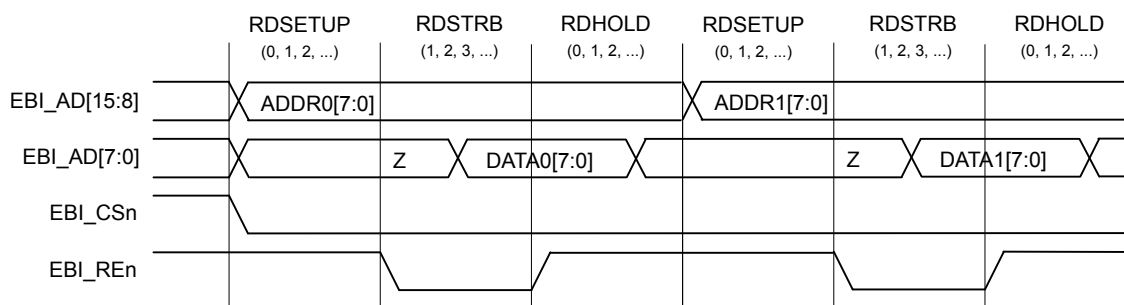 RDSETUP RDSTRB RDHOLD RDSETUP RDSTRB RDHOLD
(0, 1, 2, ...) (1, 2, 3, ...) (0, 1, 2, ...) (0, 1, 2, ...) (1, 2, 3, ...) (0, 1, 2, ...)
EBI_AD[15:8] ADDR0[7:0] ADDR1[7:0]
EBI_AD[7:0] Z DATA0[7:0] Z DATA1[7:0]
EBI_CSn
EBI_REn